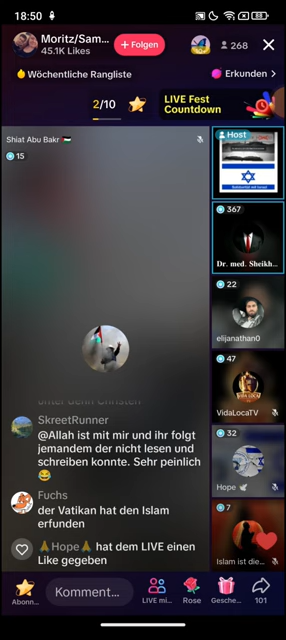 18:50
88
Moritz/Sam...
45.1K Likes
+ Folgen
268
Wöchentliche Rangliste
Erkunden >
2/10
LIVE Fest
Countdown
Shiat Abu Bakr 🇵🇸
15
Host
367
Dr. med. Sheikh...
22
elijanathan0
47
VIDA LOCA
VidaLocaTV
32
Hope 🕊
7
Islam ist die...
unter denn Christen
SkreetRunner
@Allah ist mit mir und ihr folgt
jemandem der nicht lesen und
schreiben konnte. Sehr peinlich
😂
Fuchs
der Vatikan hat den Islam
erfunden
🙏Hope🙏 hat dem LIVE einen
Like gegeben
Abonn...
Komment...
LIVE mi...
Rose
Gesche...
101